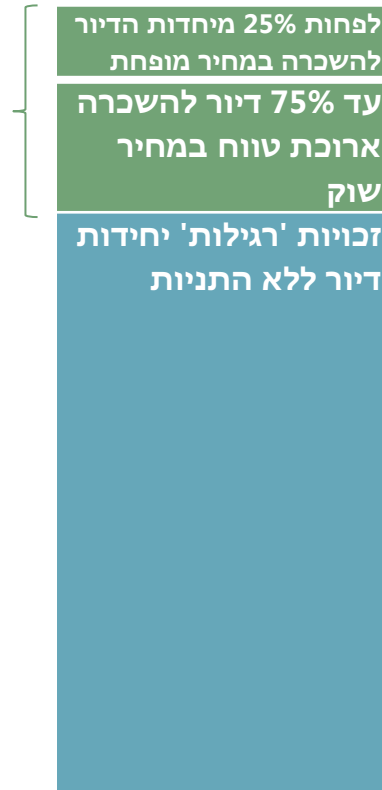 לפחות 25% מיחדות הדיור
להשכרה במחיר מופחת
עד 75% דיור להשכרה
ארוכת טווח במחיר
שוק
זכויות 'רגילות' יחידות
דיור ללא התניות